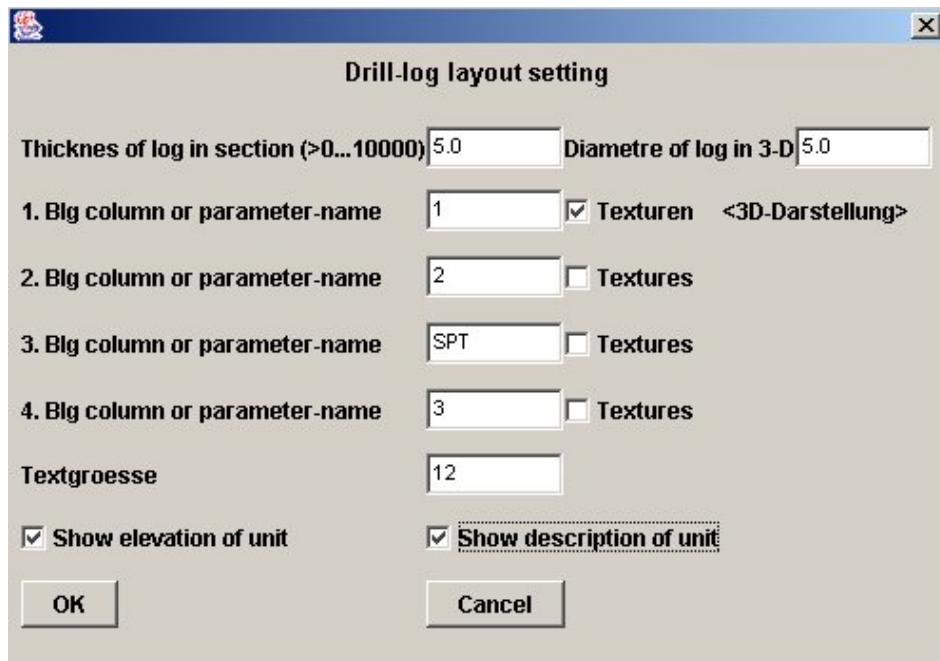 Drill-log layout setting
Thicknes of log in section (>0...10000) 5.0 Diametre of log in 3-D 5.0
1. Blg column or parameter-name 1 Texturen <3D-Darstellung>
2. Blg column or parameter-name 2 Textures
3. Blg column or parameter-name SPT Textures
4. Blg column or parameter-name 3 Textures
Textgroesse 12
Show elevation of unit Show description of unit
OK Cancel